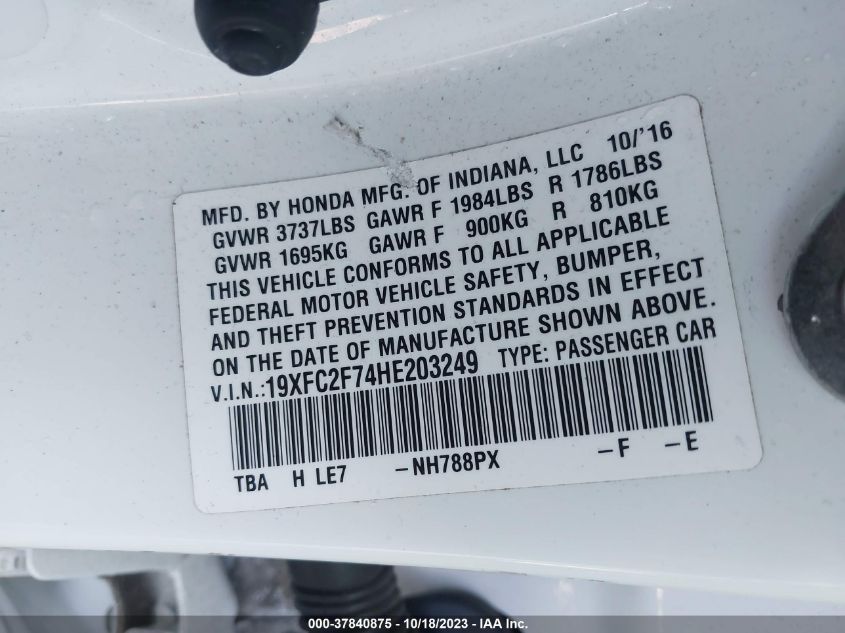 MFD. BY HONDA MFG. OF INDIANA, LLC 10/'16
GVWR 3737LBS GAWR F 1984LBS R 1786LBS
GVWR 1695KG GAWR F 900KG R 810KG
THIS VEHICLE CONFORMS TO ALL APPLICABLE
FEDERAL MOTOR VEHICLE SAFETY, BUMPER,
AND THEFT PREVENTION STANDARDS IN EFFECT
ON THE DATE OF MANUFACTURE SHOWN ABOVE.
V.I.N.:19XFC2F74HE203249 TYPE: PASSENGER CAR
TBA H LE7 –NH788PX –F –E
000-37840875 - 10/18/2023 - IAA Inc.